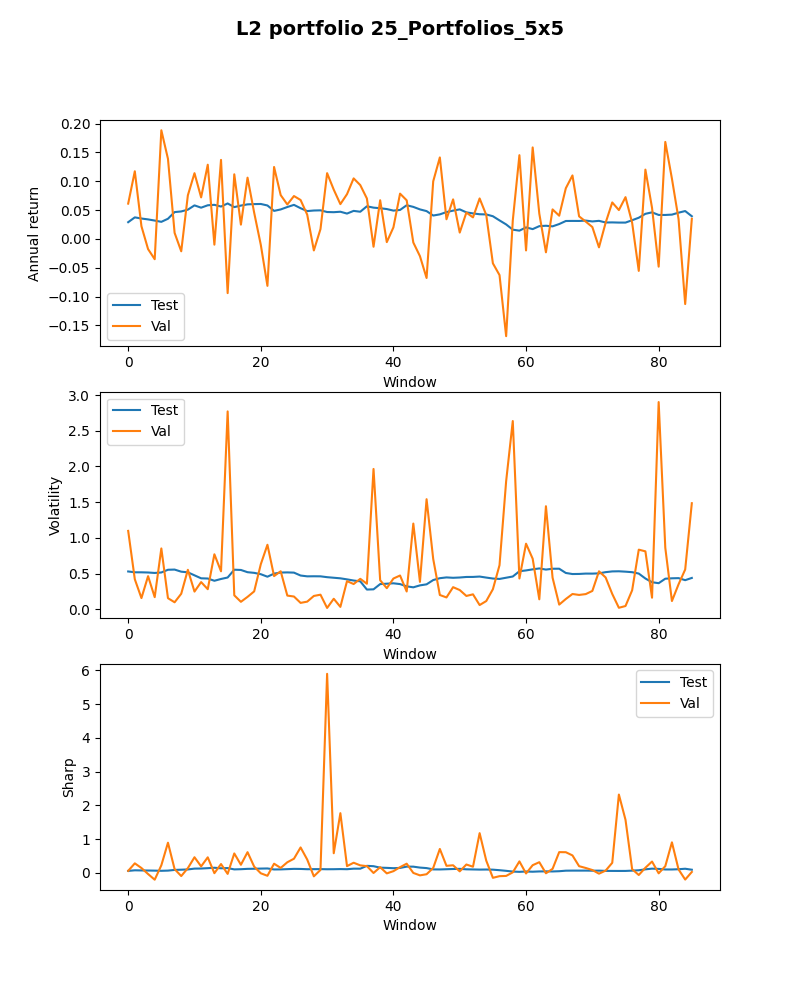 L2 portfolio 25_Portfolios_5x5
0.20
0.15
0.10
0.05
0.00
−0.05
−0.10
−0.15
Annual return
Test
Val
0 20 40 60 80
Window
3.0
2.5
2.0
1.5
1.0
0.5
0.0
Volatility
Test
Val
0 20 40 60 80
Window
6
5
4
3
2
1
0
Sharp
Test
Val
0 20 40 60 80
Window